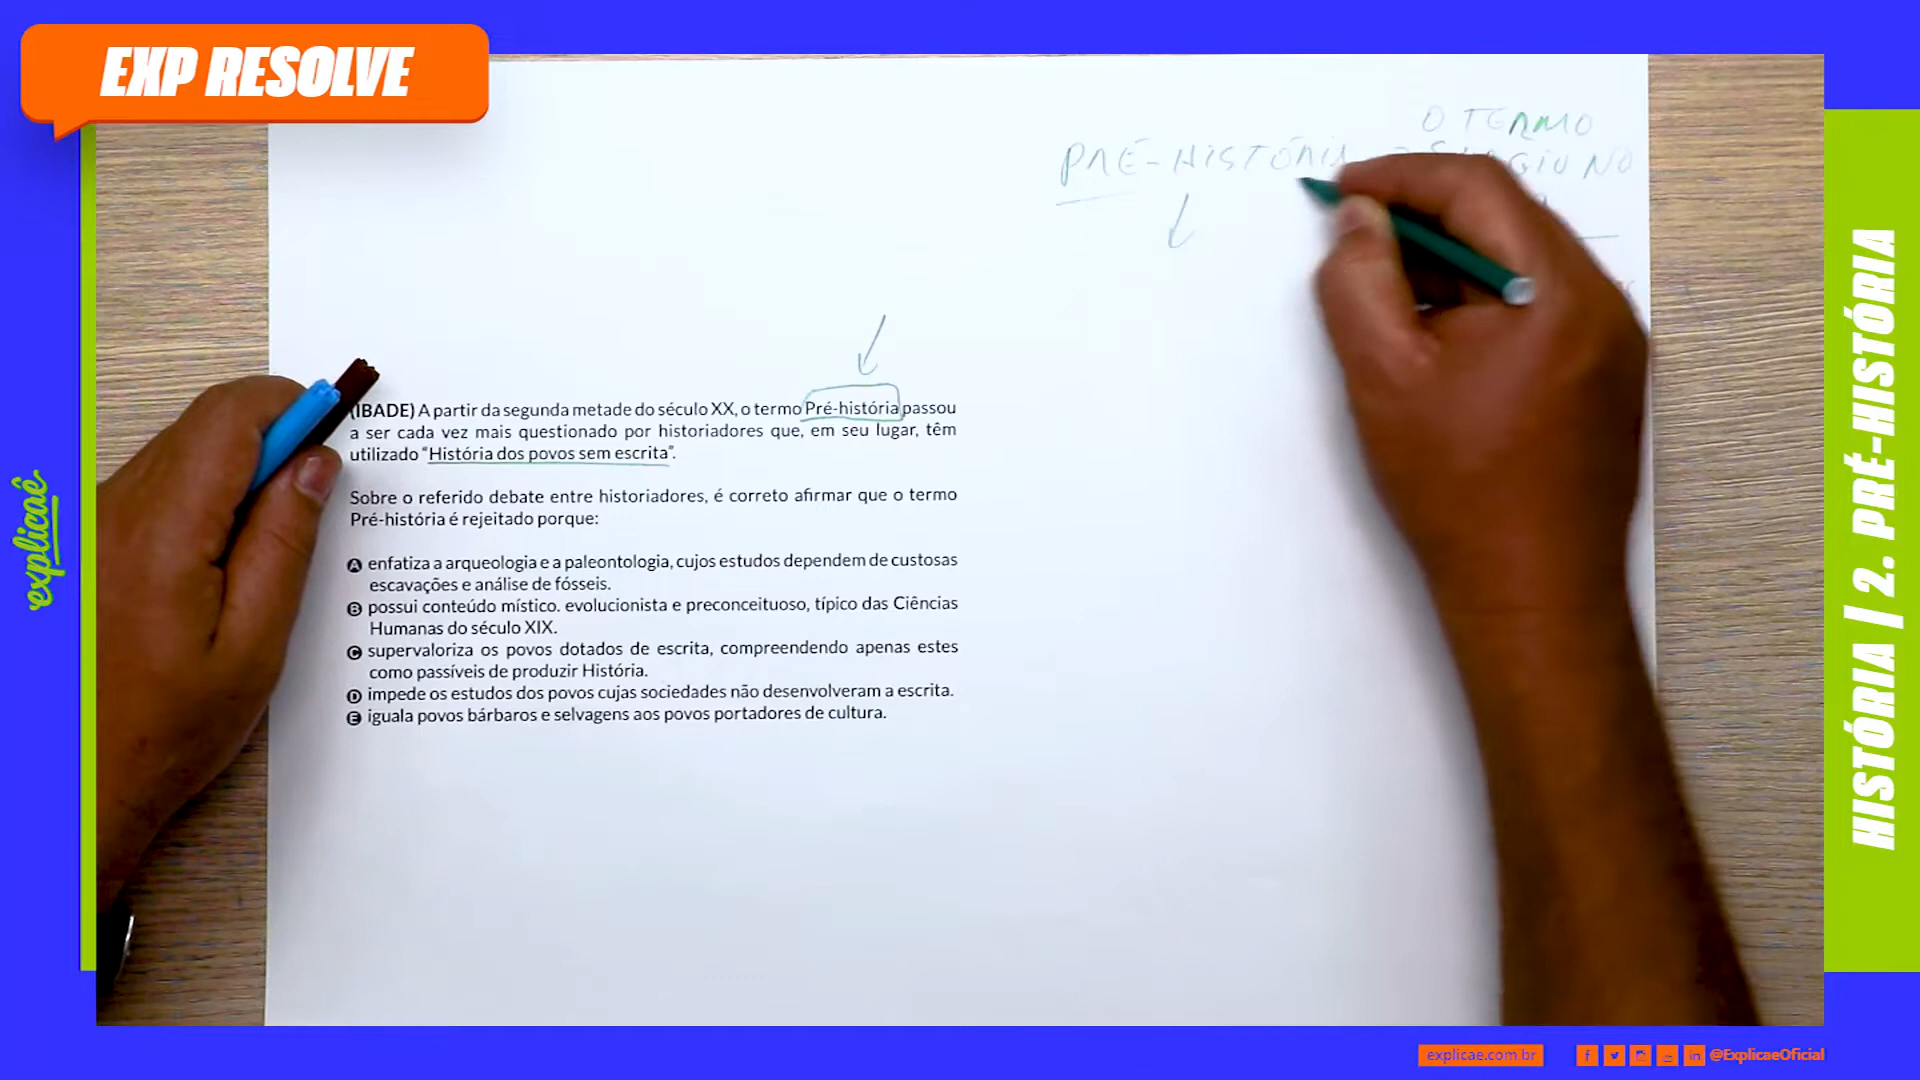 EXP RESOLVE
O TERMO
PRÉ-HISTÓRIA
NO
(IBADE) A partir da segunda metade do século XX, o termo Pré-história passou
a ser cada vez mais questionado por historiadores que, em seu lugar, têm
utilizado “História dos povos sem escrita”.
Sobre o referido debate entre historiadores, é correto afirmar que o termo
Pré-história é rejeitado porque:
A enfatiza a arqueologia e a paleontologia, cujos estudos dependem de custosas
escavações e análise de fósseis.
B possui conteúdo místico. evolucionista e preconceituoso, típico das Ciências
Humanas do século XIX.
C supervaloriza os povos dotados de escrita, compreendendo apenas estes
como passíveis de produzir História.
D impede os estudos dos povos cujas sociedades não desenvolveram a escrita.
E iguala povos bárbaros e selvagens aos povos portadores de cultura.
explicaê
HISTÓRIA | 2. PRÉ-HISTÓRIA
explicae.com.br
@ExplicaeOficial